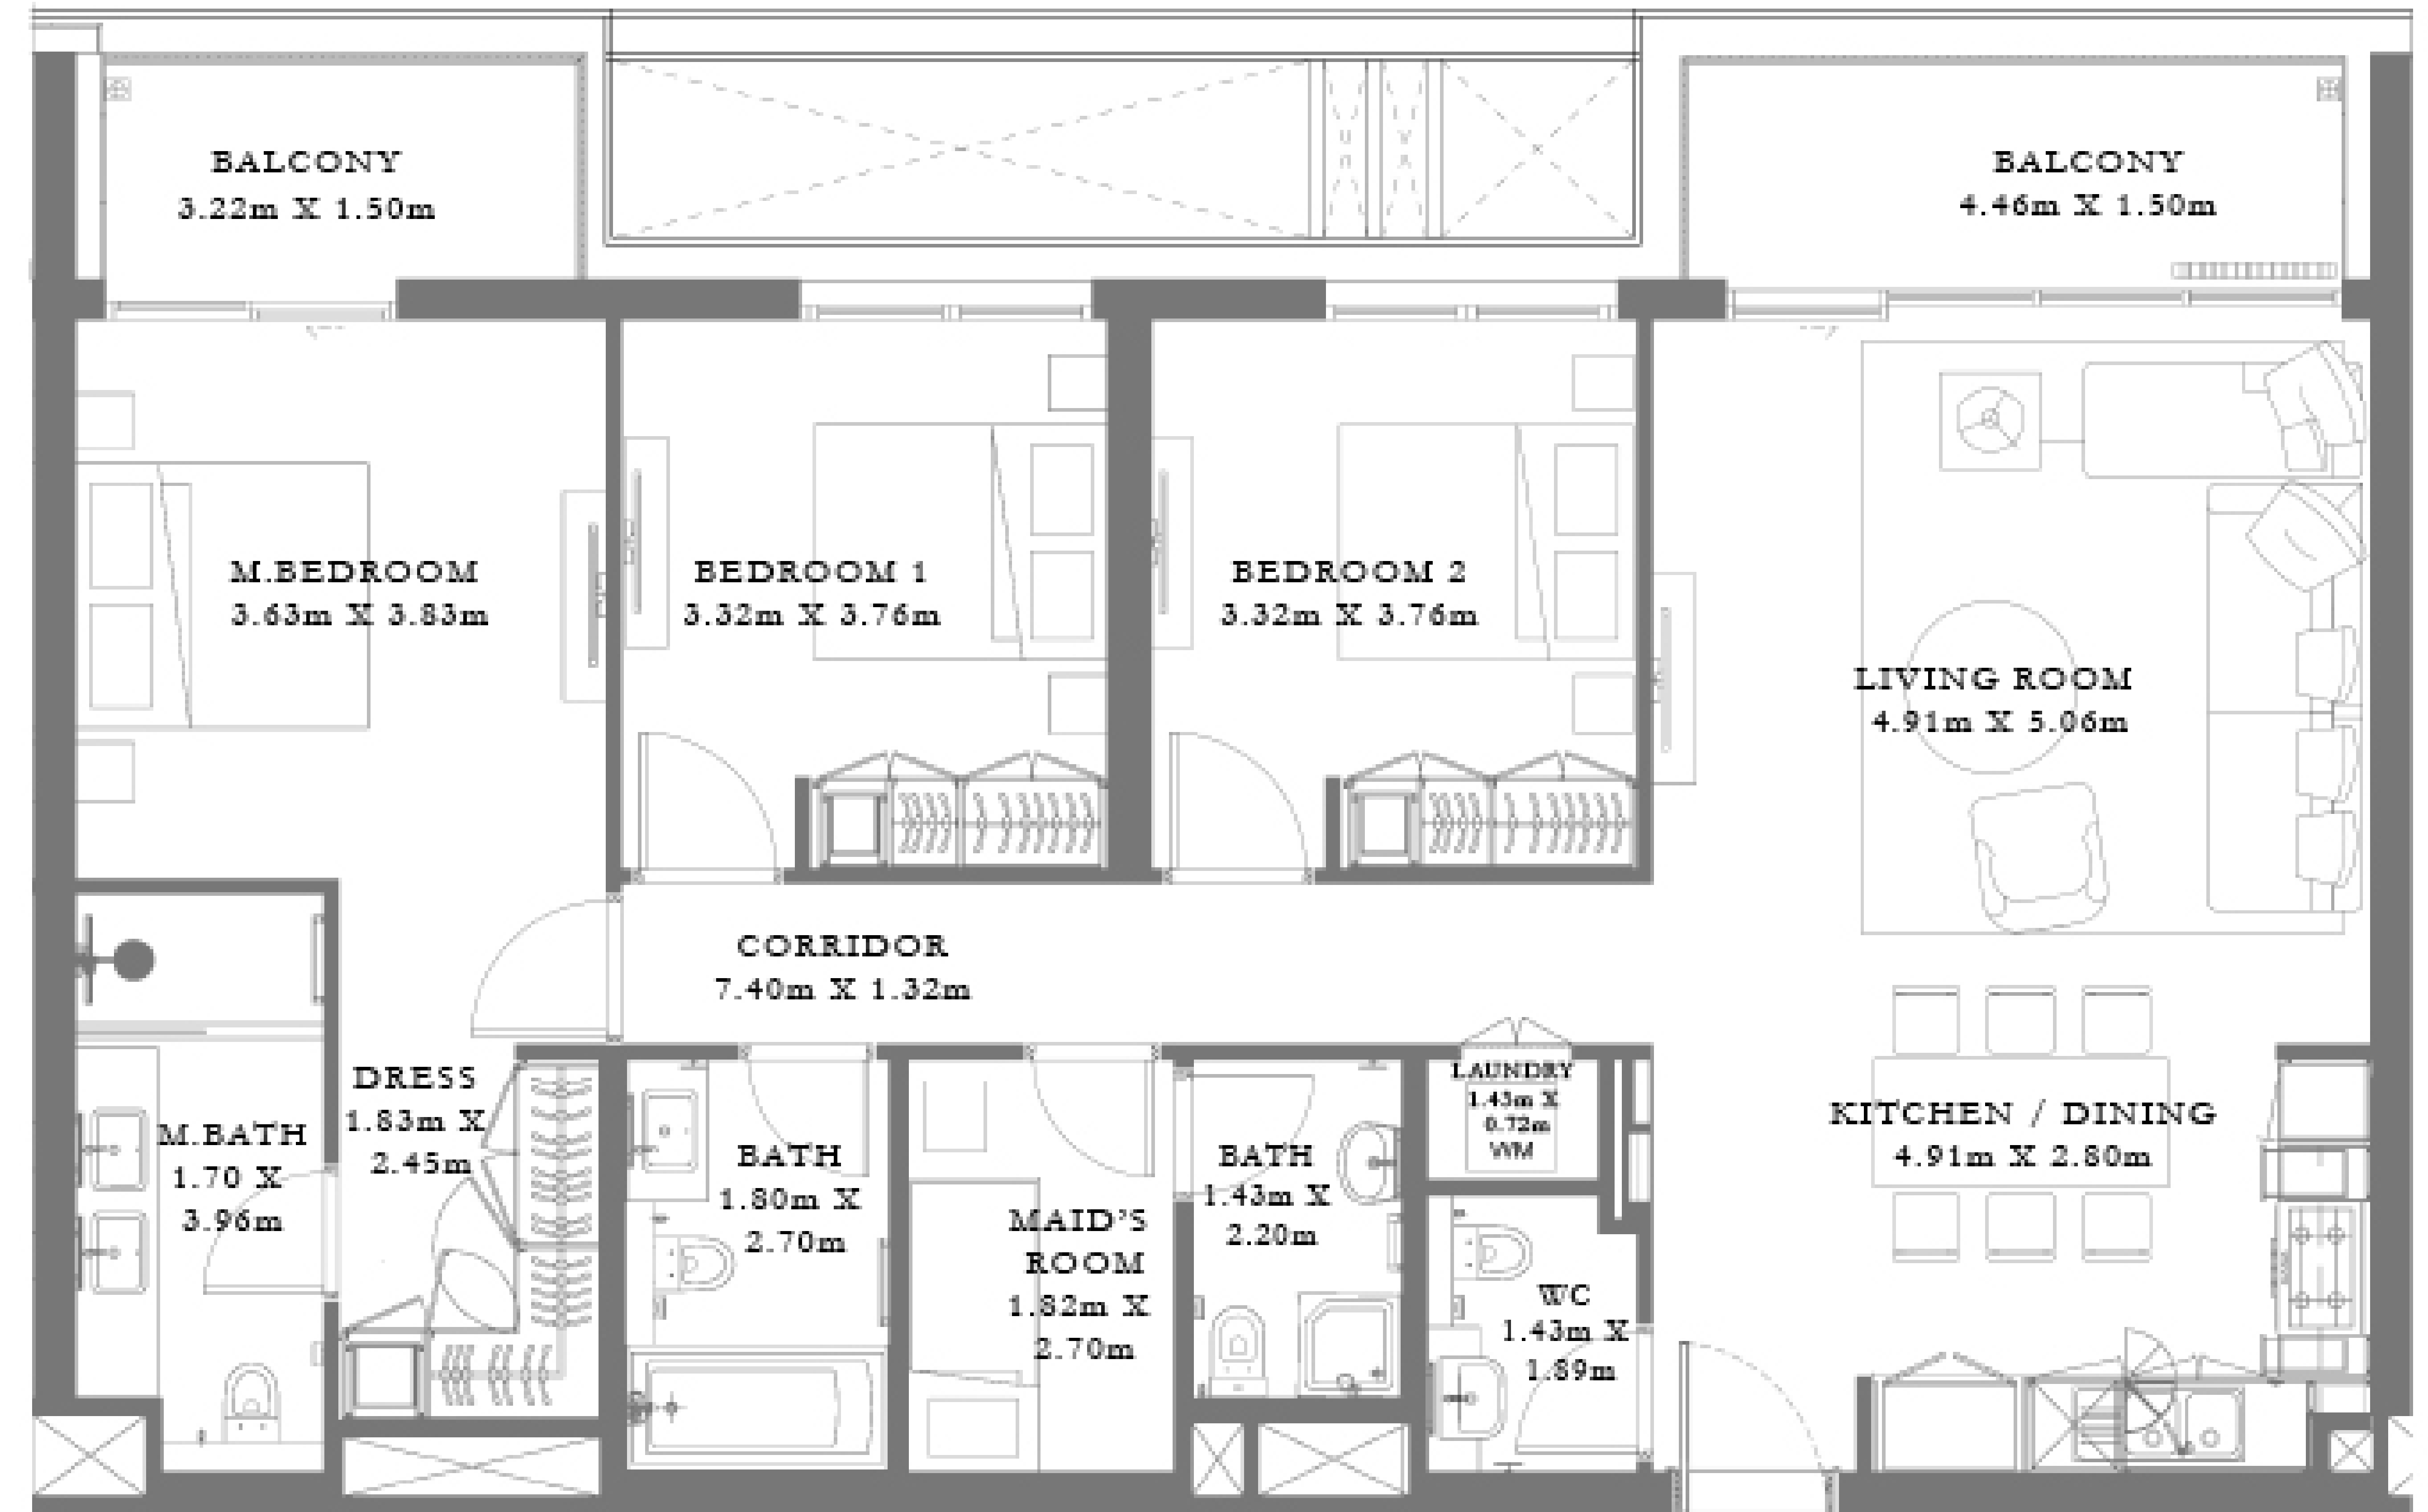 BALCONY
3.22m X 1.50m
BALCONY
4.46m X 1.50m
M.BEDROOM
3.63m X 3.83m
BEDROOM 1
3.32m X 3.76m
BEDROOM 2
3.32m X 3.76m
LIVING ROOM
4.91m X 5.06m
CORRIDOR
7.40m X 1.32m
DRESS
1.83m X
2.45m
M.BATH
1.70 X
3.96m
BATH
1.80m X
2.70m
MAID'S
ROOM
1.82m X
2.70m
BATH
1.43m X
2.20m
LAUNDRY
1.43m X
0.72m
WM
WC
1.43m X
1.89m
KITCHEN / DINING
4.91m X 2.80m